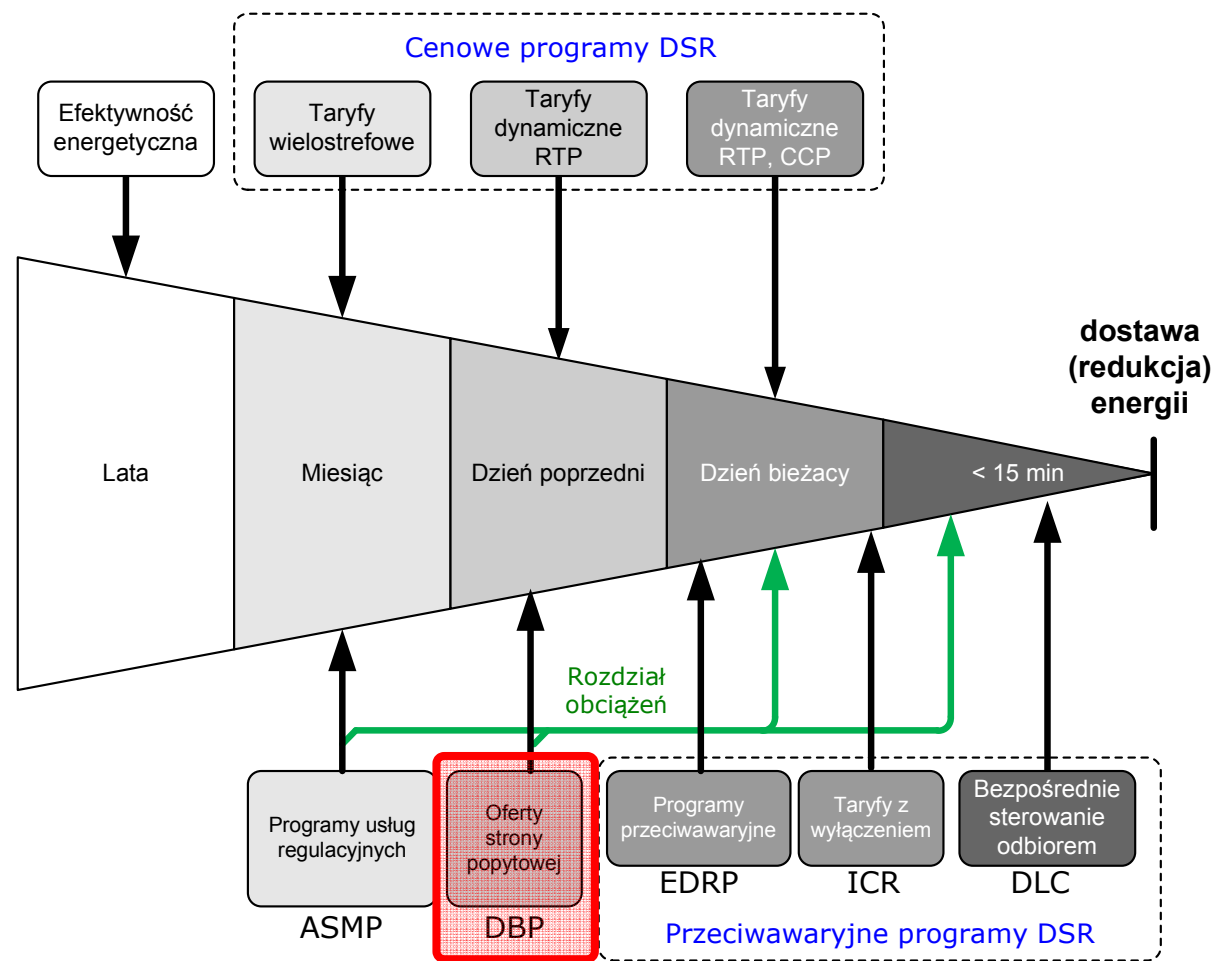 Cenowe programy DSR
Efektywność
energetyczna
Taryfy
wielostrefowe
Taryfy
dynamiczne
RTP
Taryfy
dynamiczne
RTP, CCP
dostawa
(redukcja)
energii
Lata
Miesiąc
Dzień poprzedni
Dzień bieżacy
< 15 min
Rozdział
obciążeń
Programy usług
regulacyjnych
Oferty
strony
popytowej
Programy
przeciwawaryjne
Taryfy z
wyłączeniem
Bezpośrednie
sterowanie
odbiorem
ASMP
DBP
EDRP
ICR
DLC
Przeciwawaryjne programy DSR